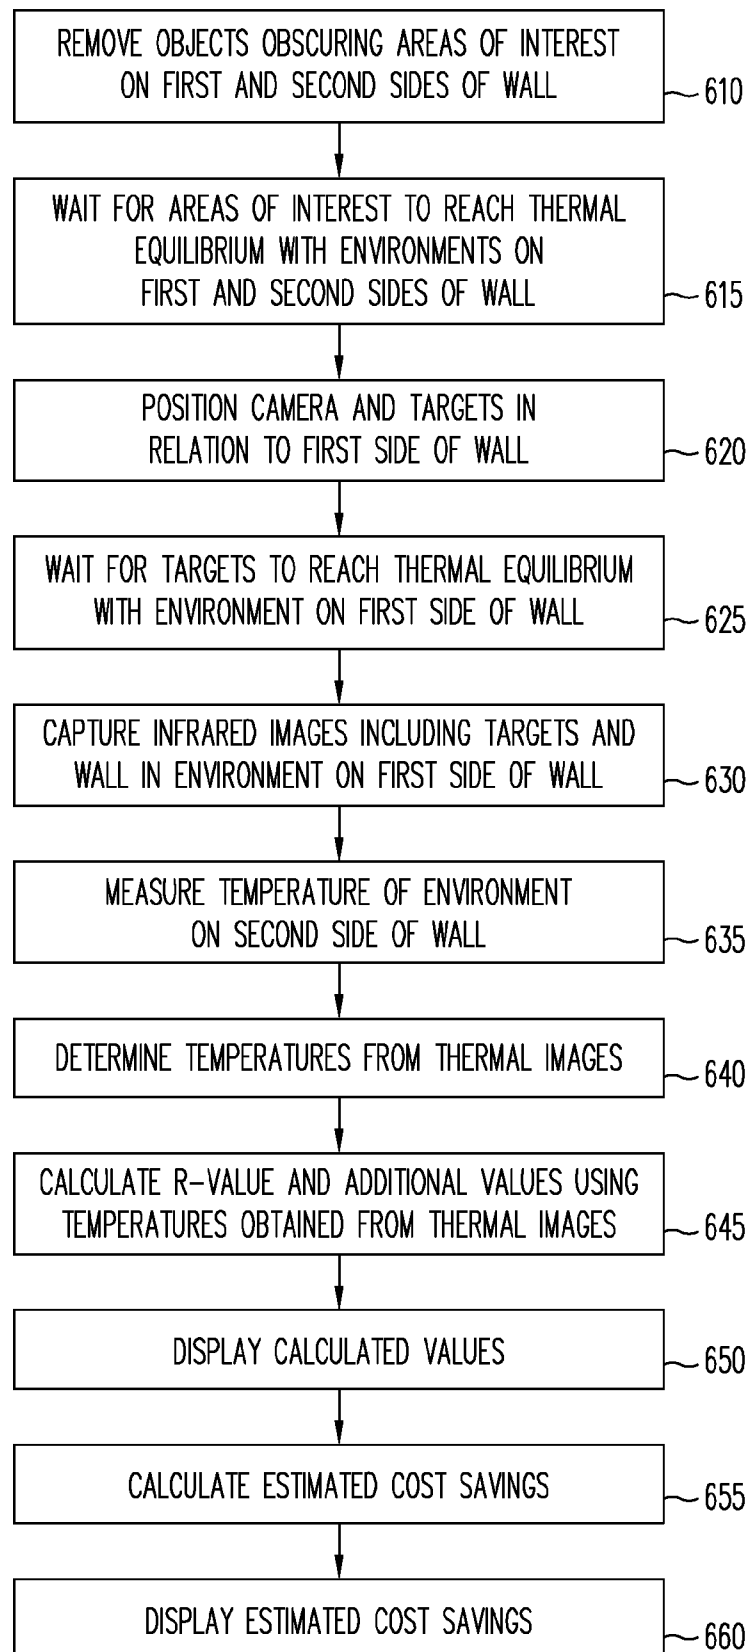 REMOVE OBJECTS OBSCURING AREAS OF INTEREST
ON FIRST AND SECOND SIDES OF WALL
610
WAIT FOR AREAS OF INTEREST TO REACH THERMAL
EQUILIBRIUM WITH ENVIRONMENTS ON
FIRST AND SECOND SIDES OF WALL
615
POSITION CAMERA AND TARGETS IN
RELATION TO FIRST SIDE OF WALL
620
WAIT FOR TARGETS TO REACH THERMAL EQUILIBRIUM
WITH ENVIRONMENT ON FIRST SIDE OF WALL
625
CAPTURE INFRARED IMAGES INCLUDING TARGETS AND
WALL IN ENVIRONMENT ON FIRST SIDE OF WALL
630
MEASURE TEMPERATURE OF ENVIRONMENT
ON SECOND SIDE OF WALL
635
DETERMINE TEMPERATURES FROM THERMAL IMAGES
640
CALCULATE R-VALUE AND ADDITIONAL VALUES USING
TEMPERATURES OBTAINED FROM THERMAL IMAGES
645
DISPLAY CALCULATED VALUES
650
CALCULATE ESTIMATED COST SAVINGS
655
DISPLAY ESTIMATED COST SAVINGS
660